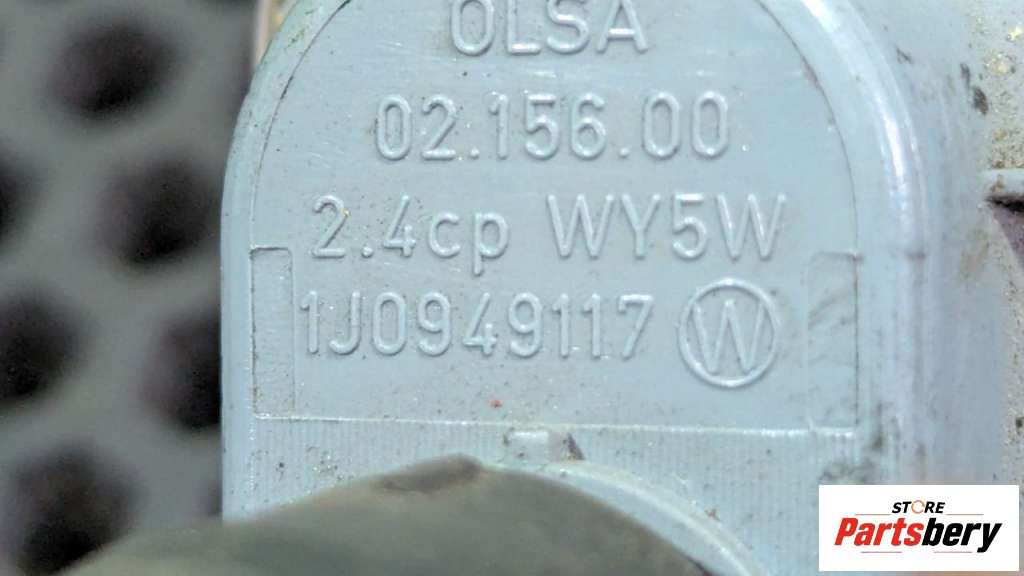 OLSA
02.156.00
2.4cp WY5W
1J0949117 W
STORE
Partsbery